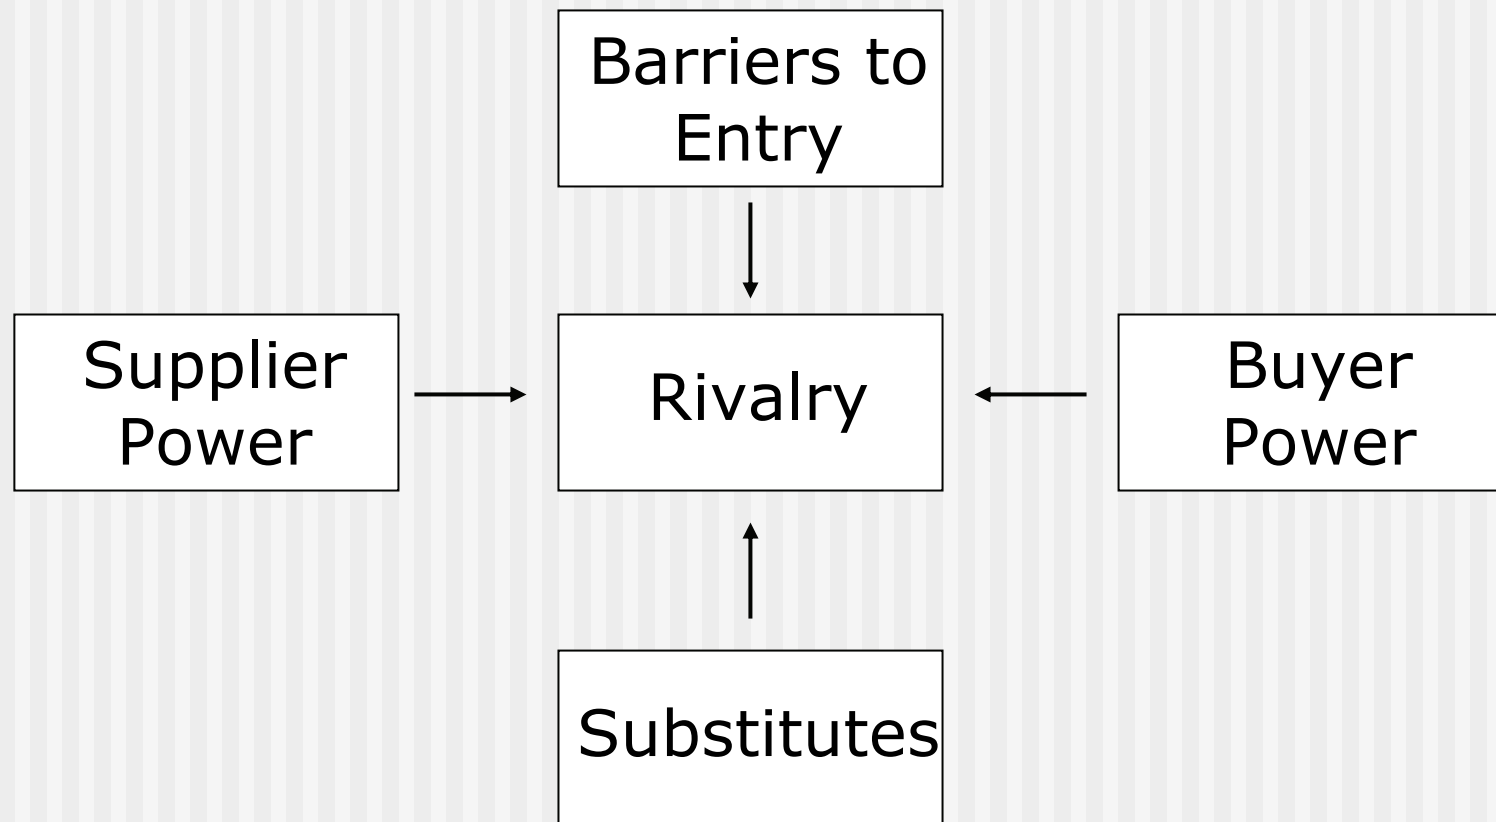 Barriers to
Entry
Supplier
Power
Rivalry
Buyer
Power
Substitutes